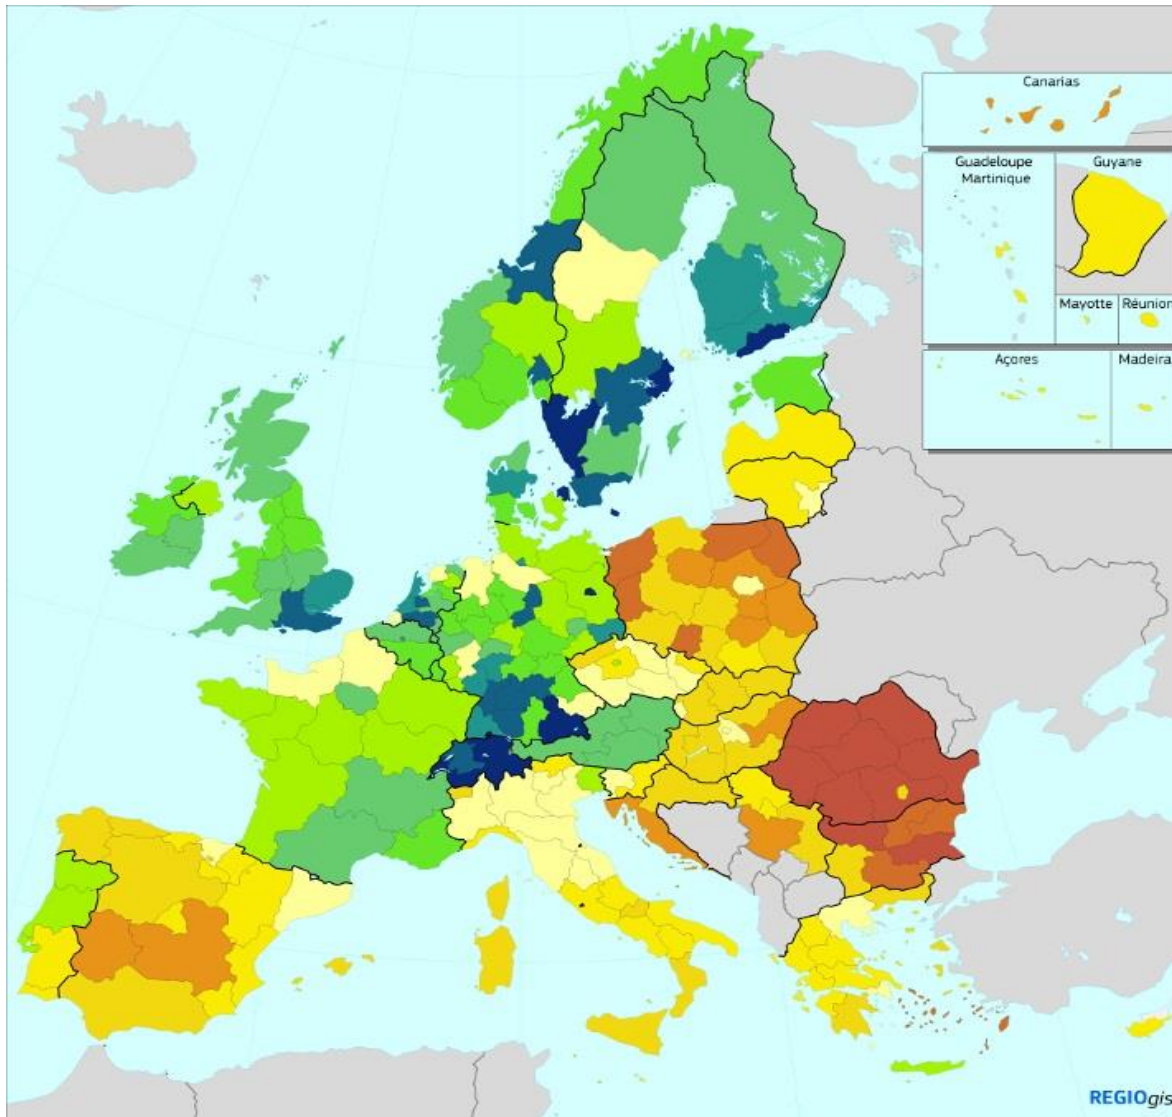 Canarias
Guadeloupe
Martinique
Guyane
Mayotte
Réunion
Açores
Madeira
REGIOgis